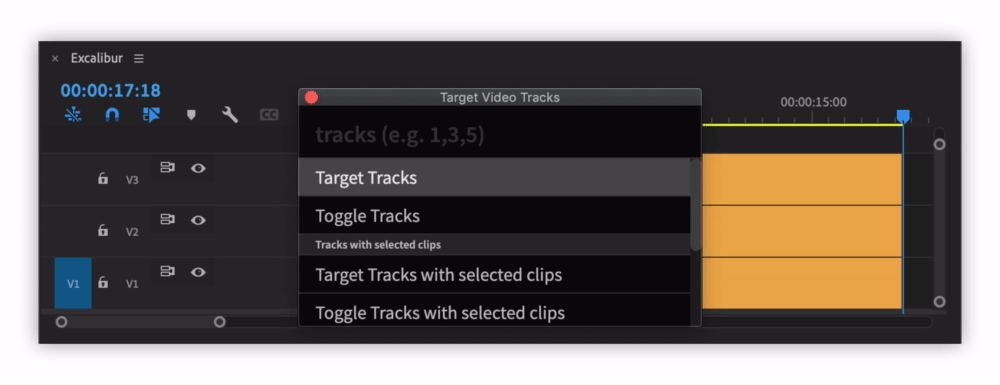 × Excalibur ☰
00:00:17:18
CC
Target Video Tracks
tracks (e.g. 1,3,5)
Target Tracks
Toggle Tracks
Tracks with selected clips
Target Tracks with selected clips
Toggle Tracks with selected clips
00:00:15:00
V3
V2
V1 V1